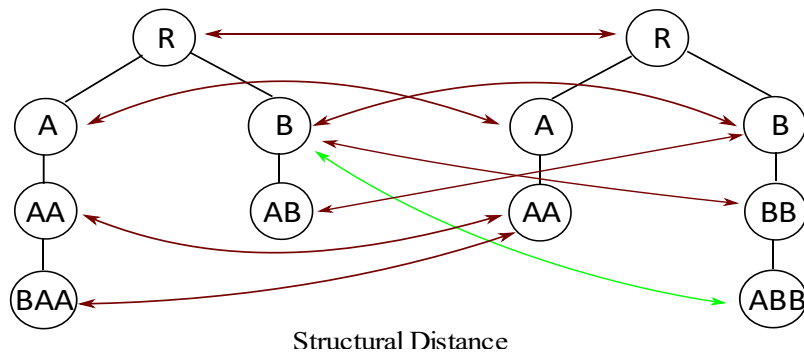 R R
A B A B
AA AB AA BB
BAA ABB
Structural Distance